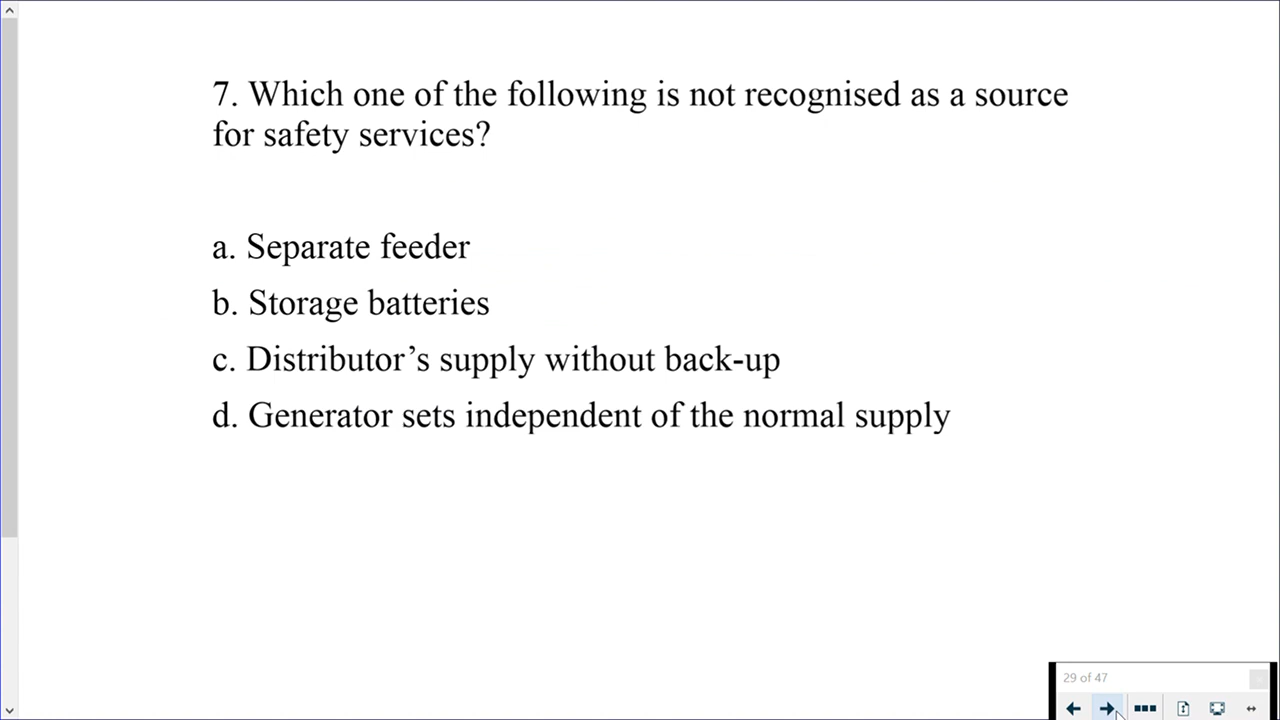 7. Which one of the following is not recognised as a source
for safety services?
a. Separate feeder
b. Storage batteries
c. Distributor’s supply without back-up
d. Generator sets independent of the normal supply
29 of 47